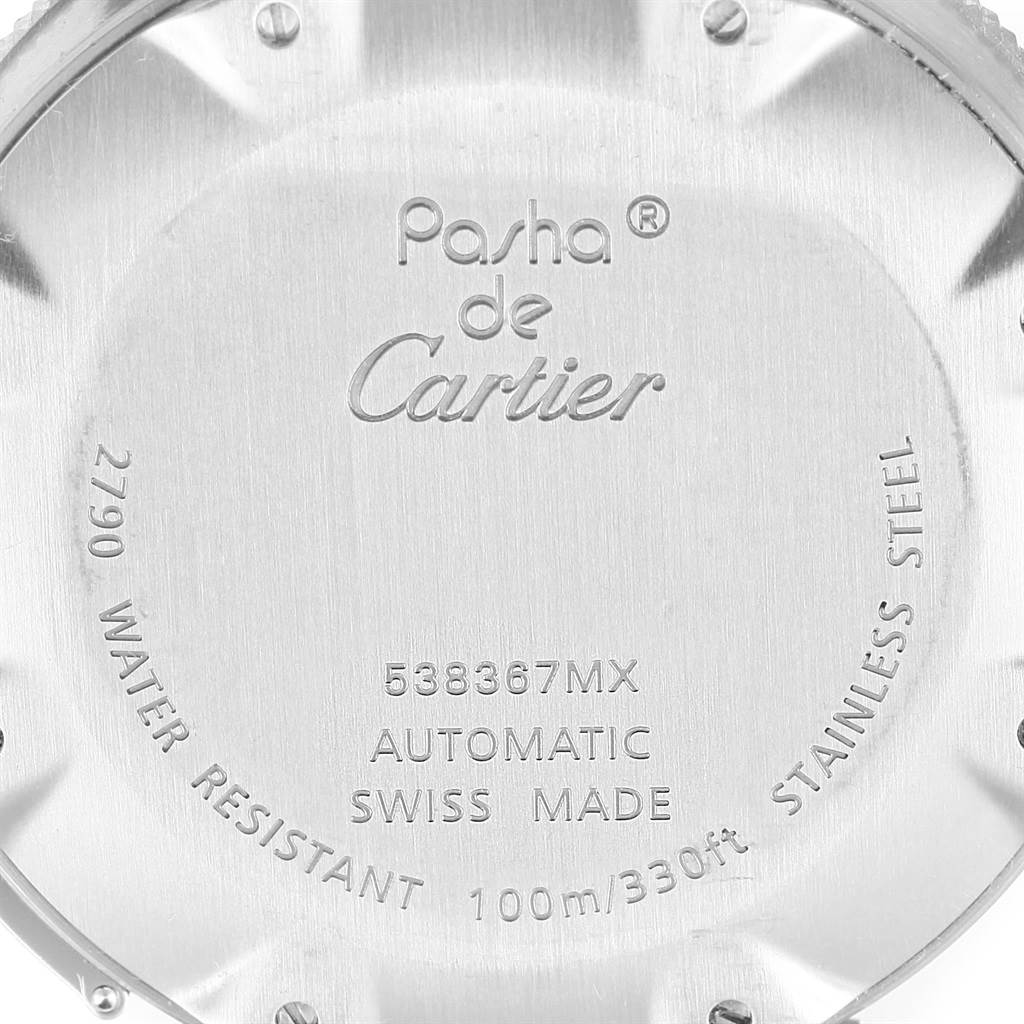 Pasha ®
de
Cartier
538367MX
AUTOMATIC
SWISS MADE
2790 WATER RESISTANT 100m/330ft STAINLESS STEEL